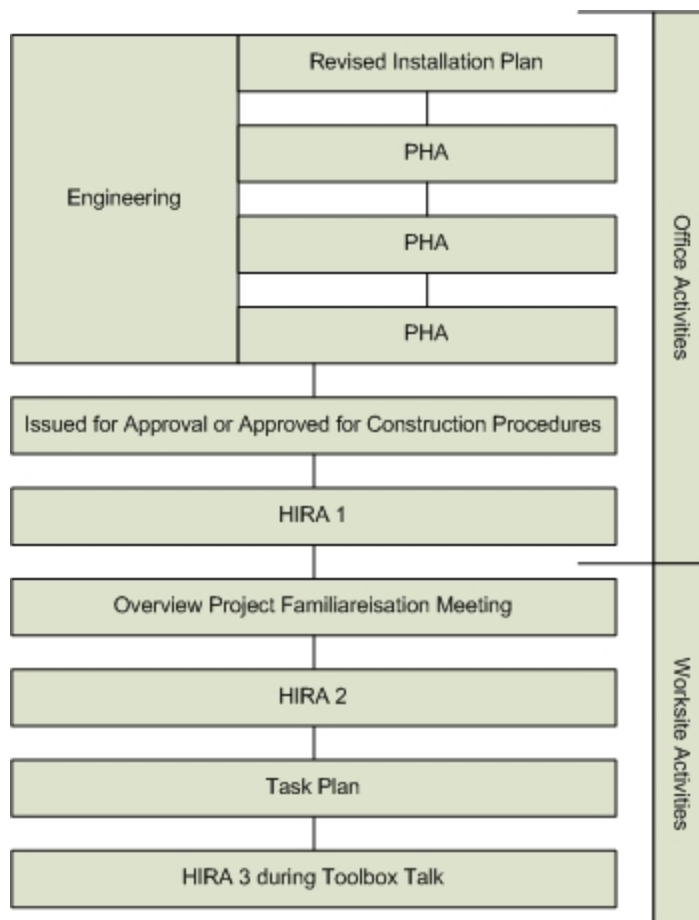 Revised Installation Plan
PHA
Engineering
PHA
PHA
Issued for Approval or Approved for Construction Procedures
HIRA 1
Overview Project Familiareisation Meeting
HIRA 2
Task Plan
HIRA 3 during Toolbox Talk
Office Activities
Worksite Activities